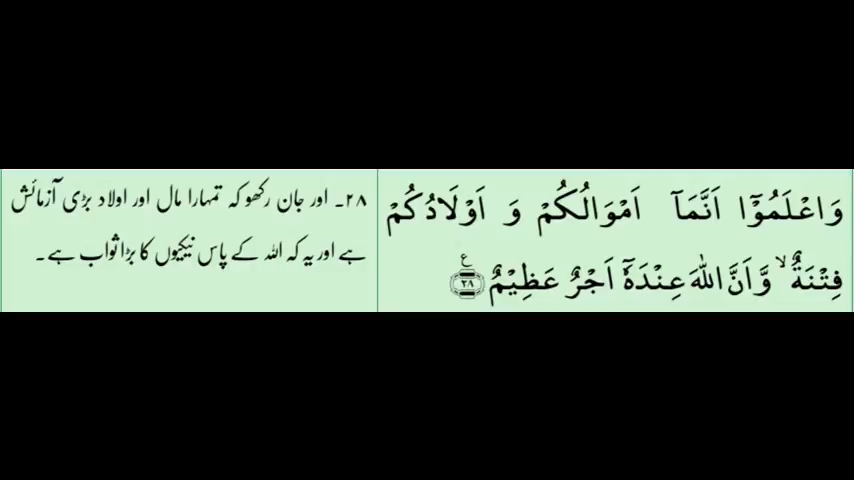 وَاعْلَمُوْٓا اَنَّمَآ اَمْوَالُكُمْ وَ اَوْلَادُكُمْ
فِتْنَةٌ ۙ وَّ اَنَّ اللّٰهَ عِنْدَهٗٓ اَجْرٌ عَظِيْمٌ ﴿۲۸﴾ ع
۲۸۔ اور جان رکھو کہ تمہارا مال اور اولاد بڑی آزمائش
ہے اور یہ کہ اللہ کے پاس نیکیوں کا بڑا ثواب ہے۔